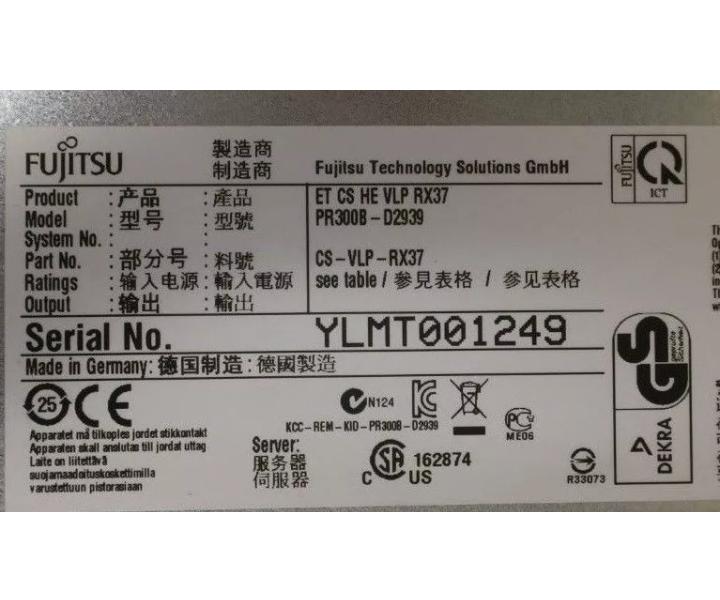 FUJITSU
製造商
制造商
Fujitsu Technology Solutions GmbH
FUJITSU
ICT
Product : 产品 : 產品 ET CS HE VLP RX37
Model : 型号 : 型號 PR300B-D2939
System No. : : :
Part No. : 部分号 : 料號 CS-VLP-RX37
Ratings : 输入电源 : 輸入電源 see table / 參見表格 / 参见表格
Output : 输出 : 輸出
Serial No. YLMT001249
Made in Germany: 德国制造 : 德國製造
25 CE
N124
KCC-REM-KID-PR300B-D2939
ME06
Apparatet må tilkoples jordet stikkontakt
Apparaten skall anslutas till jordat uttag
Laite on liitettävä
suojamaadoituskoskettimilla
varustettuun pistorasiaan
Server:
服务器
伺服器
C SA US 162874
R33073
GS
geprüfte
Sicherheit
DEKRA